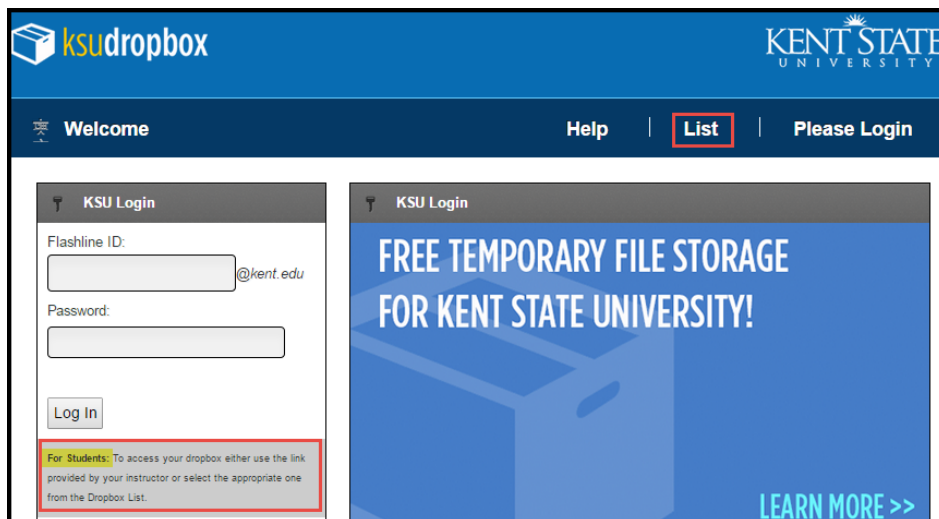 ksudropbox
KENT STATE
UNIVERSITY
Welcome
Help
List
Please Login
KSU Login
Flashline ID:
@kent.edu
Password:
Log In
For Students: To access your dropbox either use the link
provided by your instructor or select the appropriate one
from the Dropbox List.
KSU Login
FREE TEMPORARY FILE STORAGE
FOR KENT STATE UNIVERSITY!
LEARN MORE >>